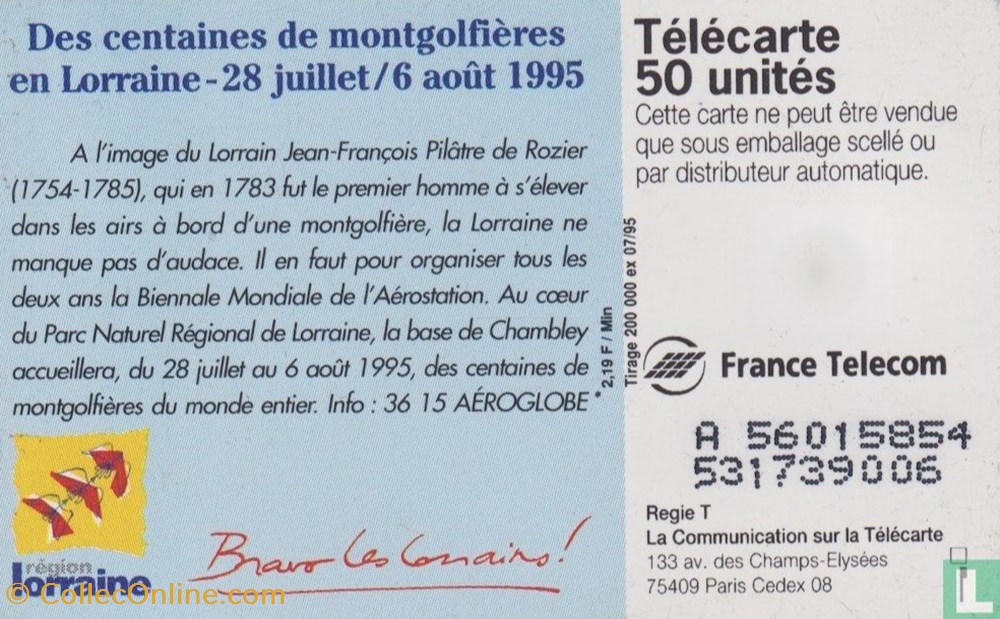 Des centaines de montgolfières
en Lorraine - 28 juillet/6 août 1995
A l'image du Lorrain Jean-François Pilâtre de Rozier
(1754-1785), qui en 1783 fut le premier homme à s'élever
dans les airs à bord d'une montgolfière, la Lorraine ne
manque pas d'audace. Il en faut pour organiser tous les
deux ans la Biennale Mondiale de l'Aérostation. Au cœur
du Parc Naturel Régional de Lorraine, la base de Chambley
accueillera, du 28 juillet au 6 août 1995, des centaines de
montgolfières du monde entier. Info : 36 15 AÉROGLOBE *
* 2,19 F / Min
région
lorraine
Bravo les Lorrains !
© CollecOnline.com
Télécarte
50 unités
Cette carte ne peut être vendue
que sous emballage scellé ou
par distributeur automatique.
Tirage 200 000 ex 07/95
France Telecom
A 56015854
531739006
Regie T
La Communication sur la Télécarte
133 av. des Champs-Elysées
75409 Paris Cedex 08
L